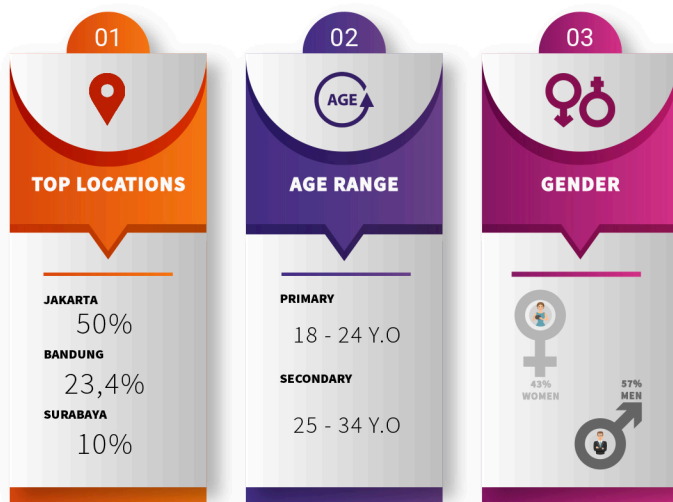 01
TOP LOCATIONS
JAKARTA
50%
BANDUNG
23,4%
SURABAYA
10%
02
AGE
AGE RANGE
PRIMARY
18 - 24 Y.O
SECONDARY
25 - 34 Y.O
03
GENDER
43%
WOMEN
57%
MEN